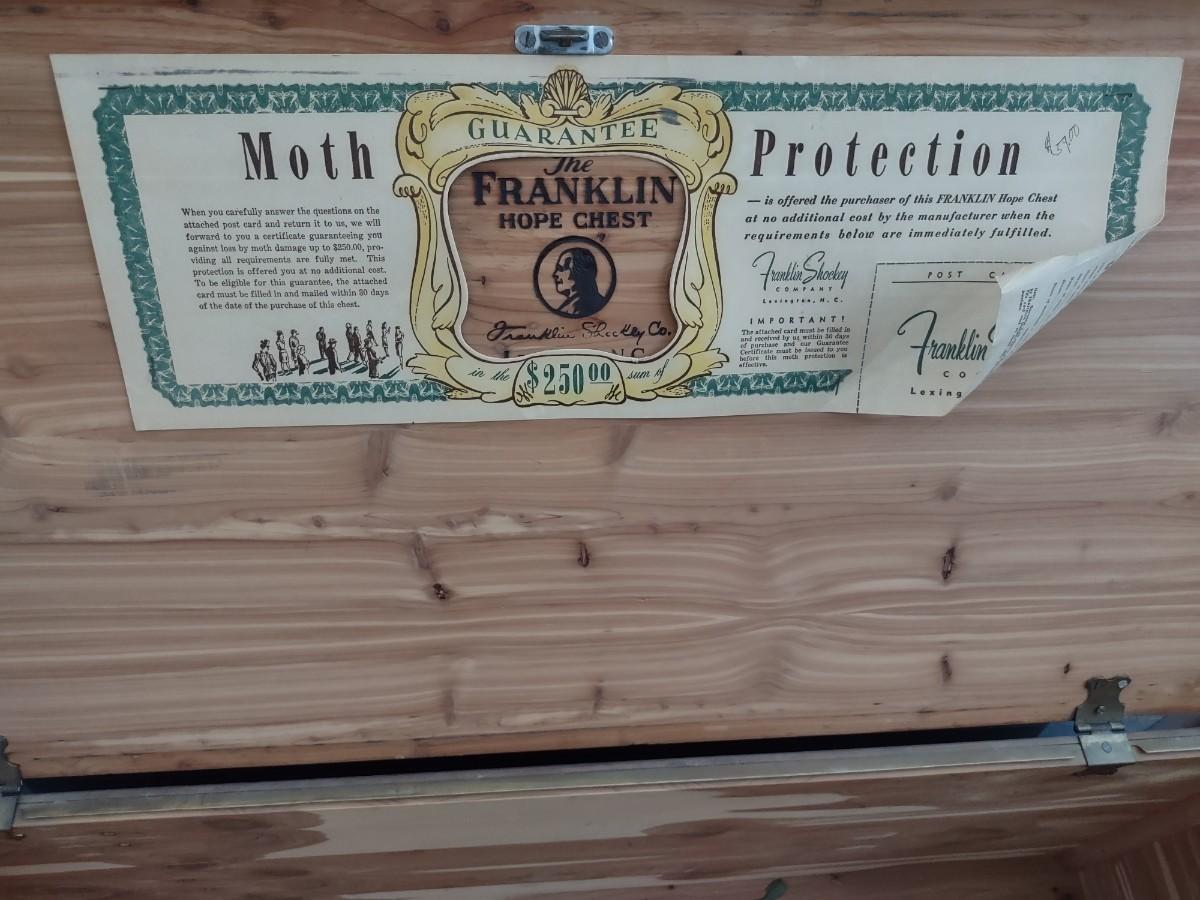 GUARANTEE
Moth
Protection
$57.00
The
FRANKLIN
HOPE CHEST
Franklin Shockey Co.
When you carefully answer the questions on the
attached post card and return it to us, we will
forward to you a certificate guaranteeing you
against loss by moth damage up to $250.00, pro-
viding all requirements are fully met. This
protection is offered you at no additional cost.
To be eligible for this guarantee, the attached
card must be filled in and mailed within 30 days
of the date of the purchase of this chest.
in the $250.00 sum of
— is offered the purchaser of this FRANKLIN Hope Chest
at no additional cost by the manufacturer when the
requirements below are immediately fulfilled.
Franklin Shockey
COMPANY
Lexington, N. C.
IMPORTANT!
The attached card must be filled in
and received by us within 30 days
of purchase and our Guarantee
Certificate must be issued to you
before this moth protection is
effective.
POST C
Franklin S
CO
Lexing